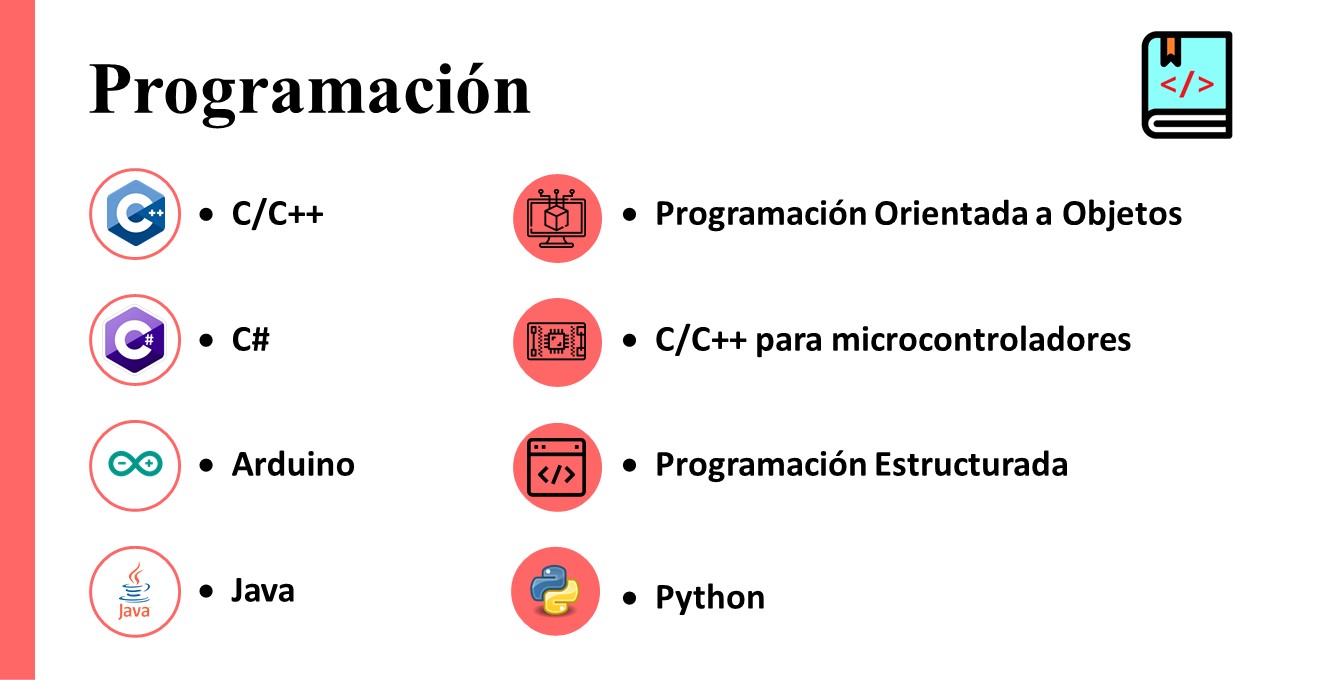 Programación
</>
• C/C++
• C#
• Arduino
Java
• Java
• Programación Orientada a Objetos
• C/C++ para microcontroladores
</>
• Programación Estructurada
• Python